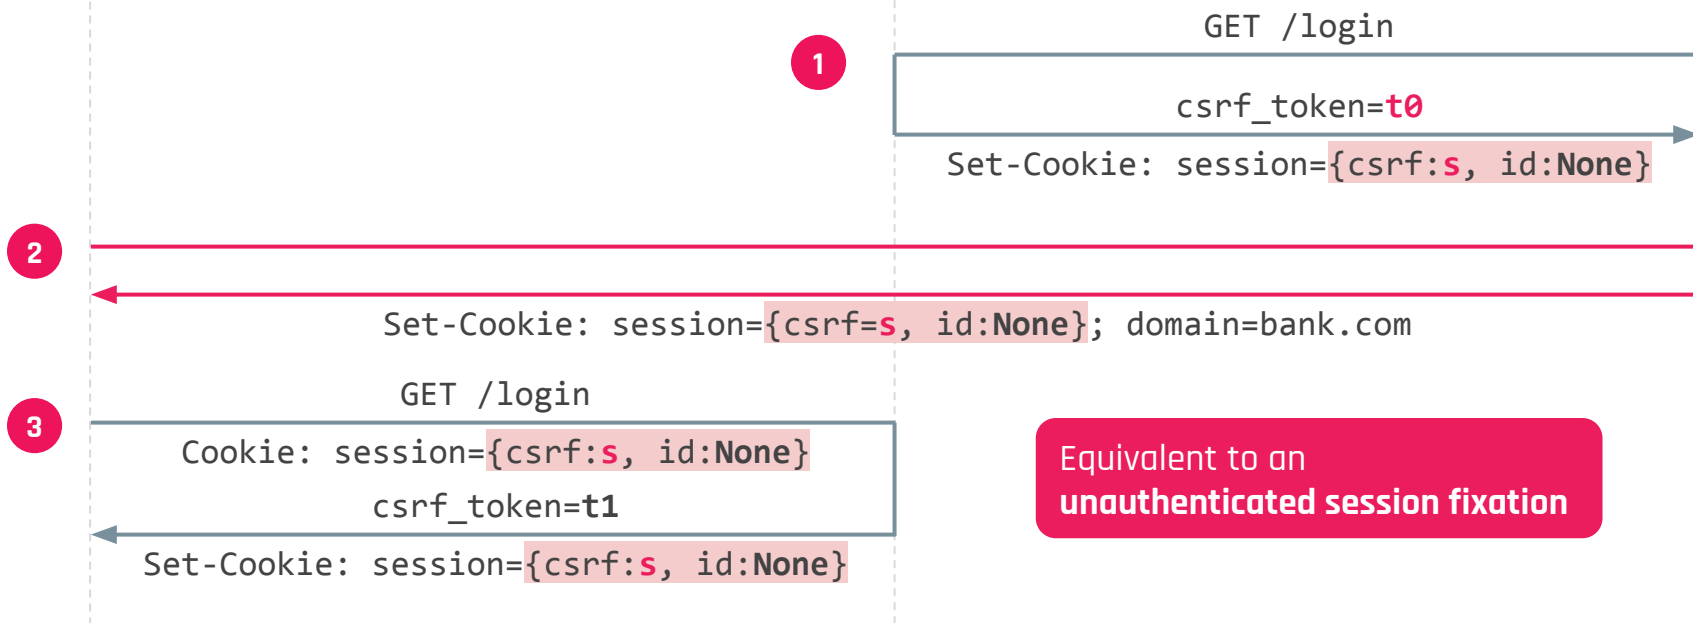 GET /login
1
csrf_token=t0
Set-Cookie: session={csrf:s, id:None}
2
Set-Cookie: session={csrf=s, id:None}; domain=bank.com
GET /login
3
Cookie: session={csrf:s, id:None}
csrf_token=t1
Set-Cookie: session={csrf:s, id:None}
Equivalent to an
unauthenticated session fixation